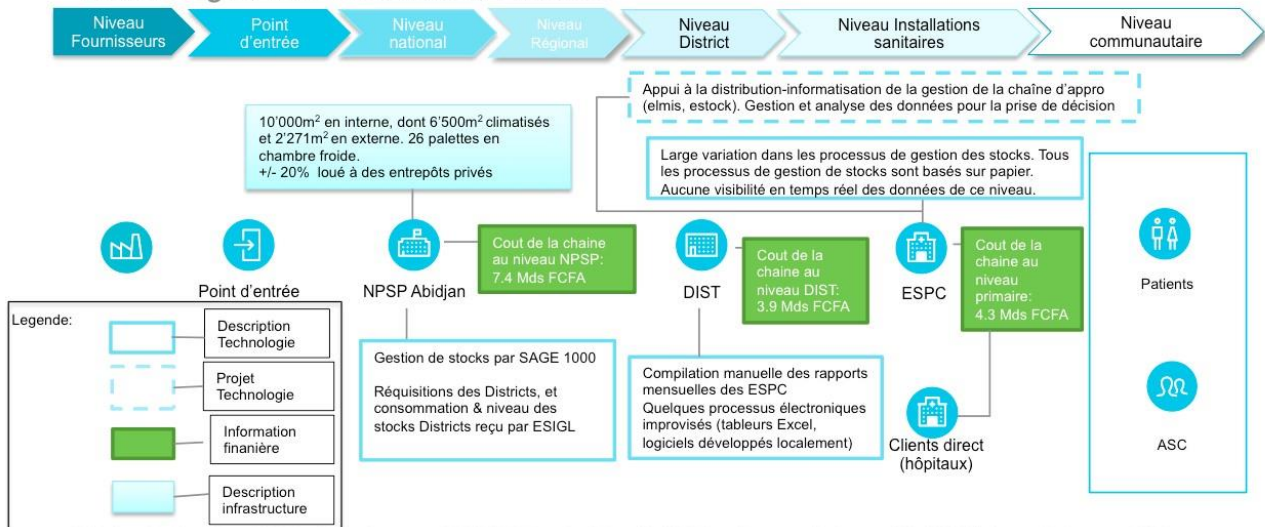 Niveau
Fournisseurs
Point
d'entrée
Niveau
national
Niveau
Régional
Niveau
District
Niveau Installations
sanitaires
Niveau
communautaire
Appui à la distribution-informatisation de la gestion de la chaîne d'appro
(elmis, estock). Gestion et analyse des données pour la prise de décision
10'000m² en interne, dont 6'500m² climatisés
et 2'271m² en externe. 26 palettes en
chambre froide.
+/- 20% loué à des entrepôts privés
Large variation dans les processus de gestion des stocks. Tous
les processus de gestion de stocks sont basés sur papier.
Aucune visibilité en temps réel des données de ce niveau.
Point d'entrée
NPSP Abidjan
Cout de la chaine
au niveau NPSP:
7.4 Mds FCFA
DIST
Cout de la
chaine au
niveau DIST:
3.9 Mds FCFA
ESPC
Cout de la
chaine au
niveau
primaire:
4.3 Mds FCFA
Patients
ASC
Legende:
Description
Technologie
Projet
Technologie
Information
finanière
Description
infrastructure
Gestion de stocks par SAGE 1000
Réquisitions des Districts, et
consommation & niveau des
stocks Districts reçu par ESIGL
Compilation manuelle des rapports
mensuelles des ESPC
Quelques processus électroniques
improvisés (tableurs Excel,
logiciels développés localement)
Clients direct
(hôpitaux)